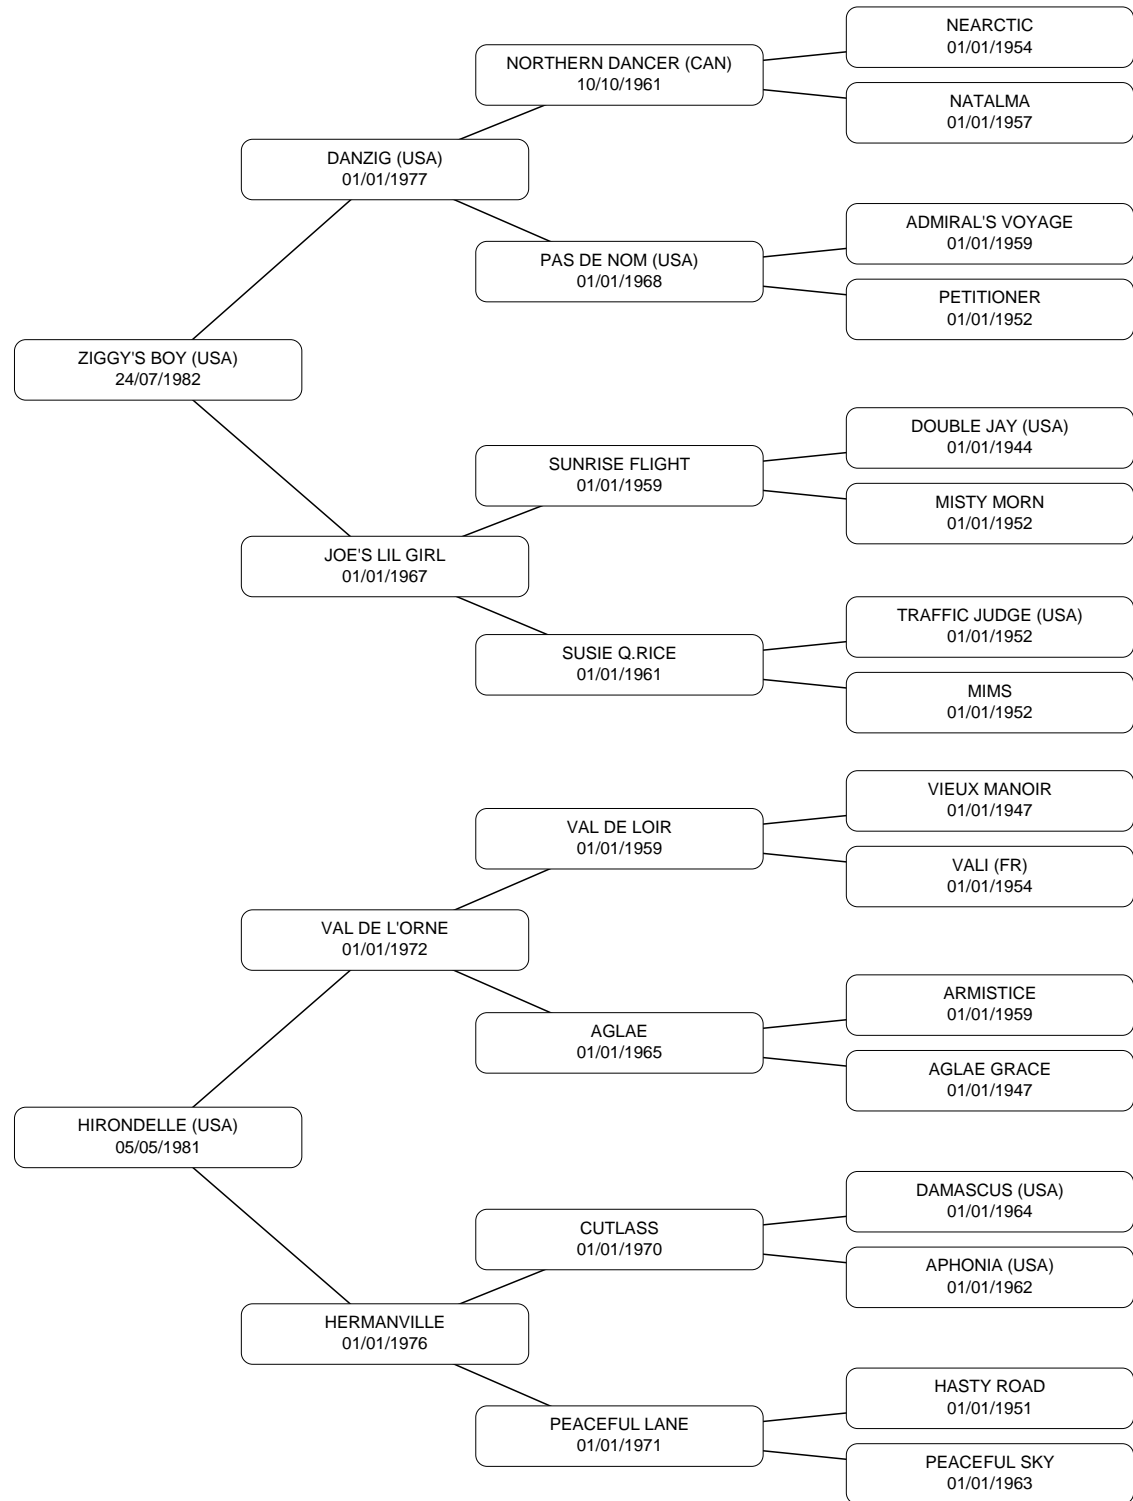 NEARCTIC
01/01/1954
NORTHERN DANCER (CAN)
10/10/1961
NATALMA
01/01/1957
DANZIG (USA)
01/01/1977
ADMIRAL'S VOYAGE
01/01/1959
PAS DE NOM (USA)
01/01/1968
PETITIONER
01/01/1952
ZIGGY'S BOY (USA)
24/07/1982
DOUBLE JAY (USA)
01/01/1944
SUNRISE FLIGHT
01/01/1959
MISTY MORN
01/01/1952
JOE'S LIL GIRL
01/01/1967
TRAFFIC JUDGE (USA)
01/01/1952
SUSIE Q.RICE
01/01/1961
MIMS
01/01/1952
VIEUX MANOIR
01/01/1947
VAL DE LOIR
01/01/1959
VALI (FR)
01/01/1954
VAL DE L'ORNE
01/01/1972
ARMISTICE
01/01/1959
AGLAE
01/01/1965
AGLAE GRACE
01/01/1947
HIRONDELLE (USA)
05/05/1981
DAMASCUS (USA)
01/01/1964
CUTLASS
01/01/1970
APHONIA (USA)
01/01/1962
HERMANVILLE
01/01/1976
HASTY ROAD
01/01/1951
PEACEFUL LANE
01/01/1971
PEACEFUL SKY
01/01/1963